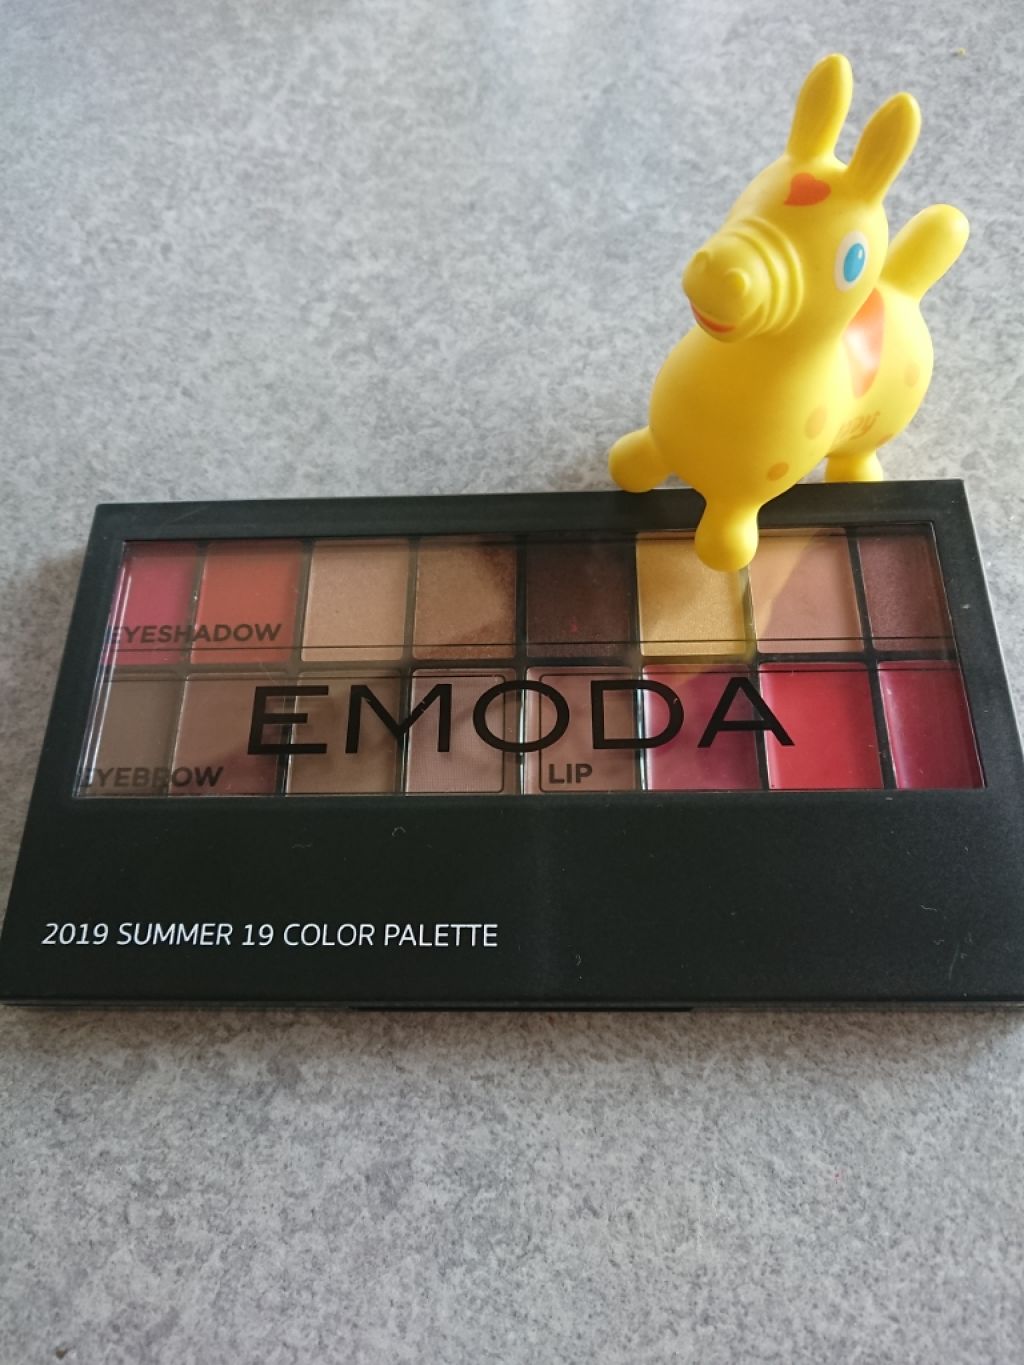 EYESHADOW
EMODA
EYEBROW
LIP
2019 SUMMER 19 COLOR PALETTE